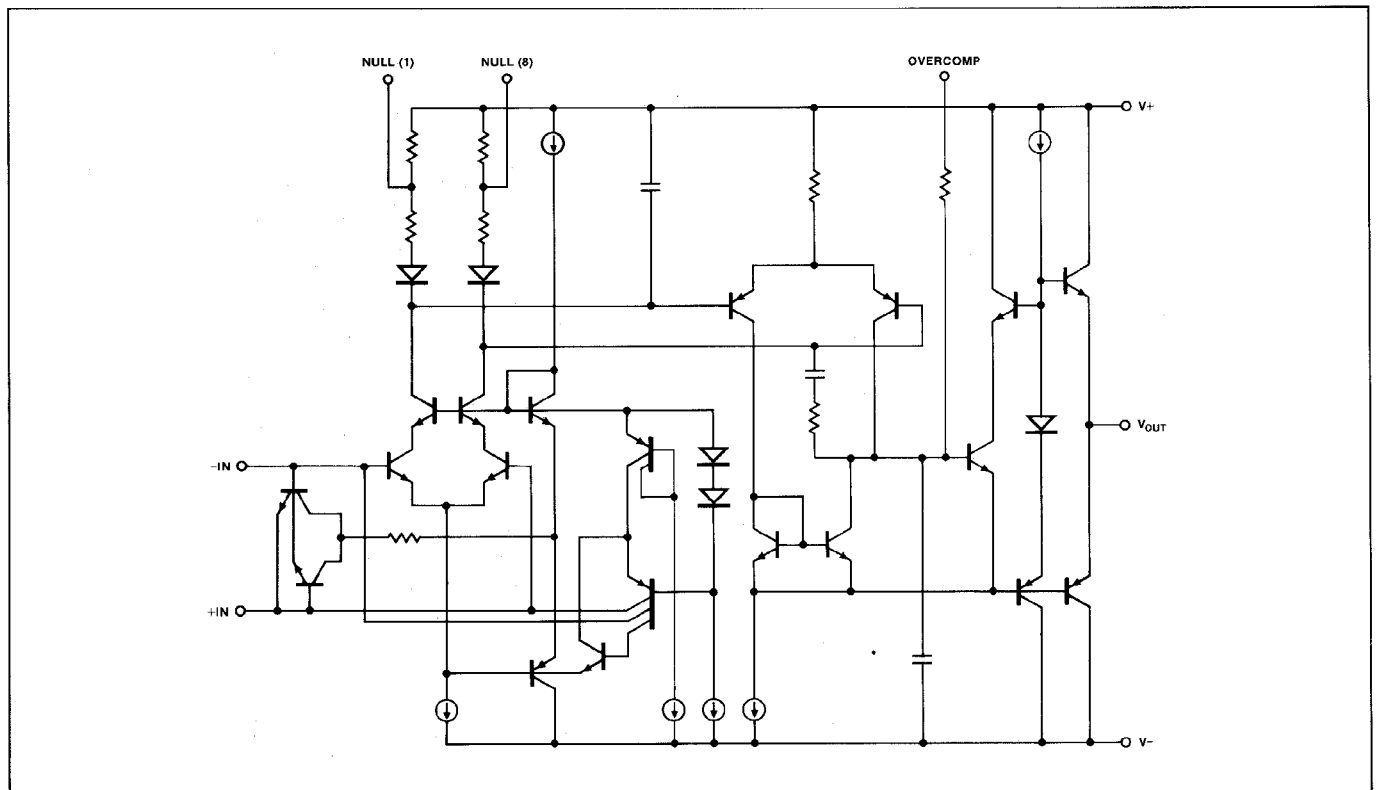 NULL (1)
NULL (8)
OVERCOMP
V+
VOUT
-IN
+IN
V-